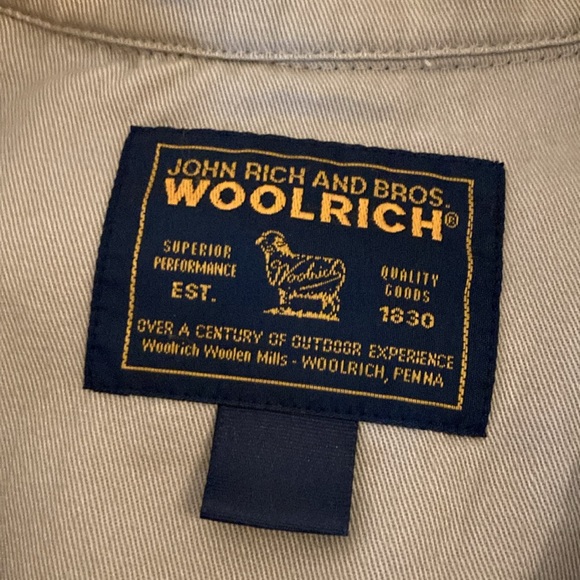 JOHN RICH AND BROS.
WOOLRICH®
SUPERIOR
PERFORMANCE
EST.
Woolrich
QUALITY
GOODS
1830
OVER A CENTURY OF OUTDOOR EXPERIENCE
Woolrich Woolen Mills - WOOLRICH, PENNA